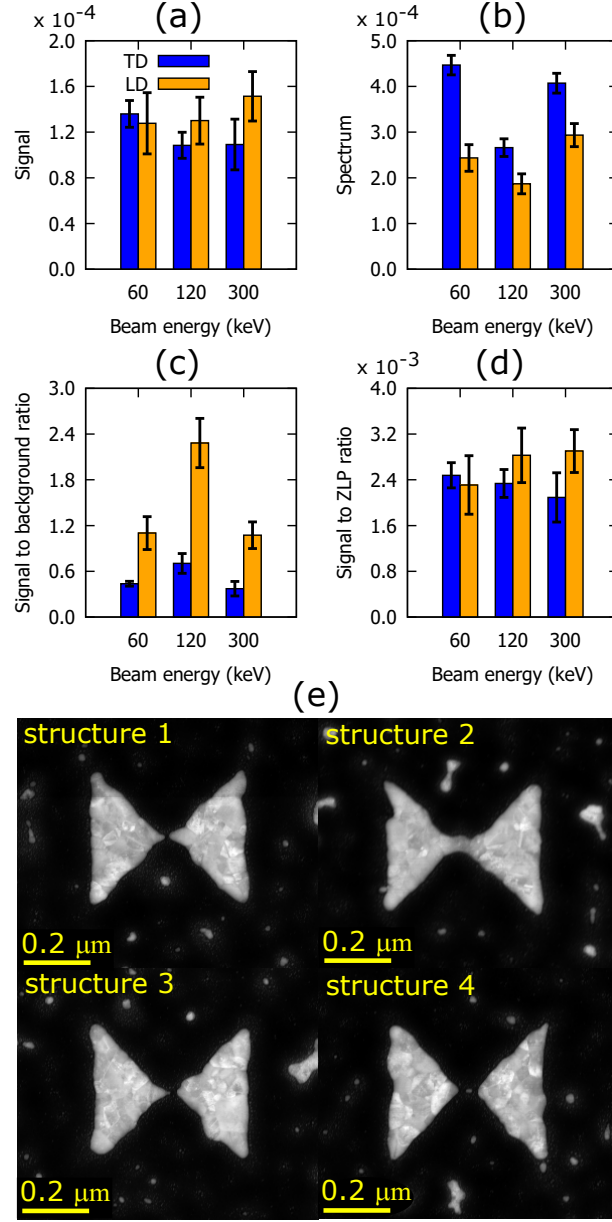 (a)
× 10⁻⁴
Signal
2.0
1.6
1.2
0.8
0.4
0.0
TD
LD
60 120 300
Beam energy (keV)
(b)
× 10⁻⁴
Spectrum
5.0
4.0
3.0
2.0
1.0
0.0
60 120 300
Beam energy (keV)
(c)
Signal to background ratio
3.0
2.4
1.8
1.2
0.6
0.0
60 120 300
Beam energy (keV)
(d)
× 10⁻³
Signal to ZLP ratio
4.0
3.2
2.4
1.6
0.8
0.0
60 120 300
Beam energy (keV)
(e)
structure 1
0.2 μm
structure 2
0.2 μm
structure 3
0.2 μm
structure 4
0.2 μm